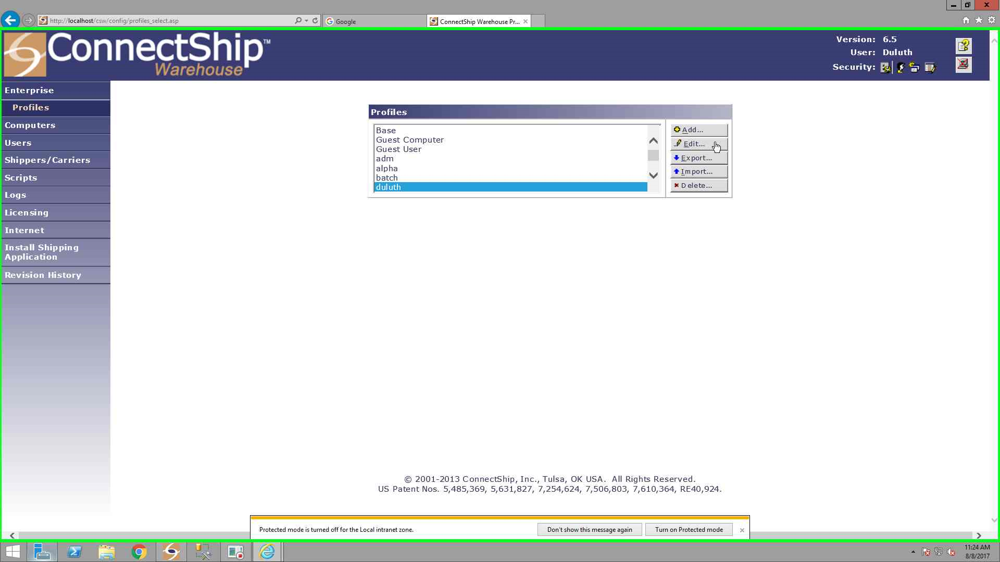 http://localhost/csw/config/profiles_select.asp
Google
ConnectShip Warehouse Pr...
ConnectShip™
Warehouse
Version: 6.5
User: Duluth
Security:
Enterprise
Profiles
Computers
Users
Shippers/Carriers
Scripts
Logs
Licensing
Internet
Install Shipping
Application
Revision History
Profiles
Base
Guest Computer
Guest User
adm
alpha
batch
duluth
Add...
Edit...
Export...
Import...
Delete...
© 2001-2013 ConnectShip, Inc., Tulsa, OK USA. All Rights Reserved.
US Patent Nos. 5,485,369, 5,631,827, 7,254,624, 7,506,803, 7,610,364, RE40,924.
Protected mode is turned off for the Local intranet zone.
Don't show this message again
Turn on Protected mode
11:24 AM
8/8/2017